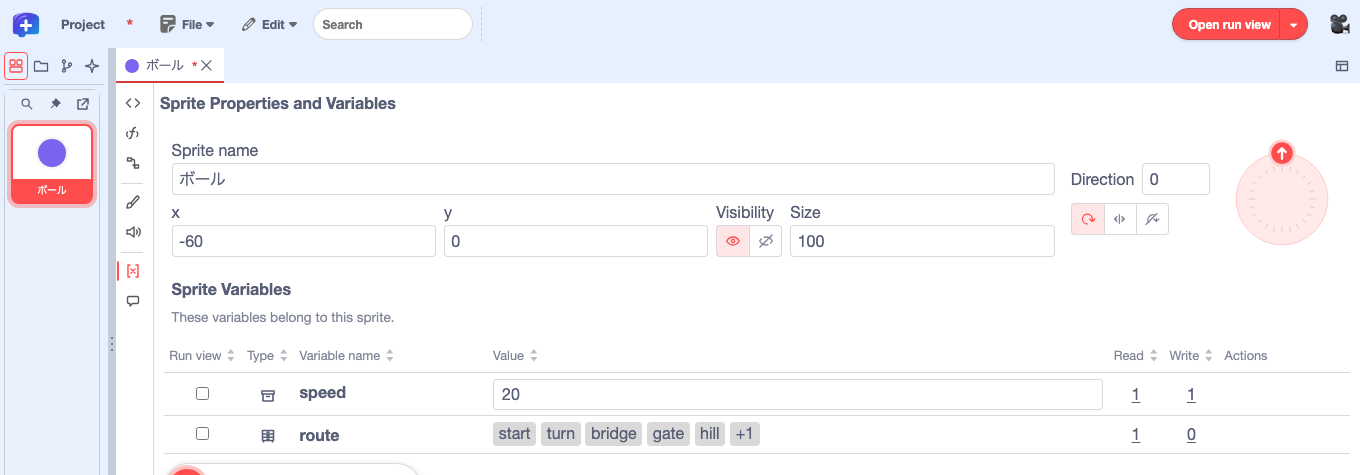 Project * File Edit Search Open run view
ボール *
Sprite Properties and Variables
Sprite name
ボール
Direction 0
x y Visibility Size
-60 0 100
ボール
Sprite Variables
These variables belong to this sprite.
Run view Type Variable name Value Read Write Actions
speed 20 1 1
route start turn bridge gate hill +1 1 0